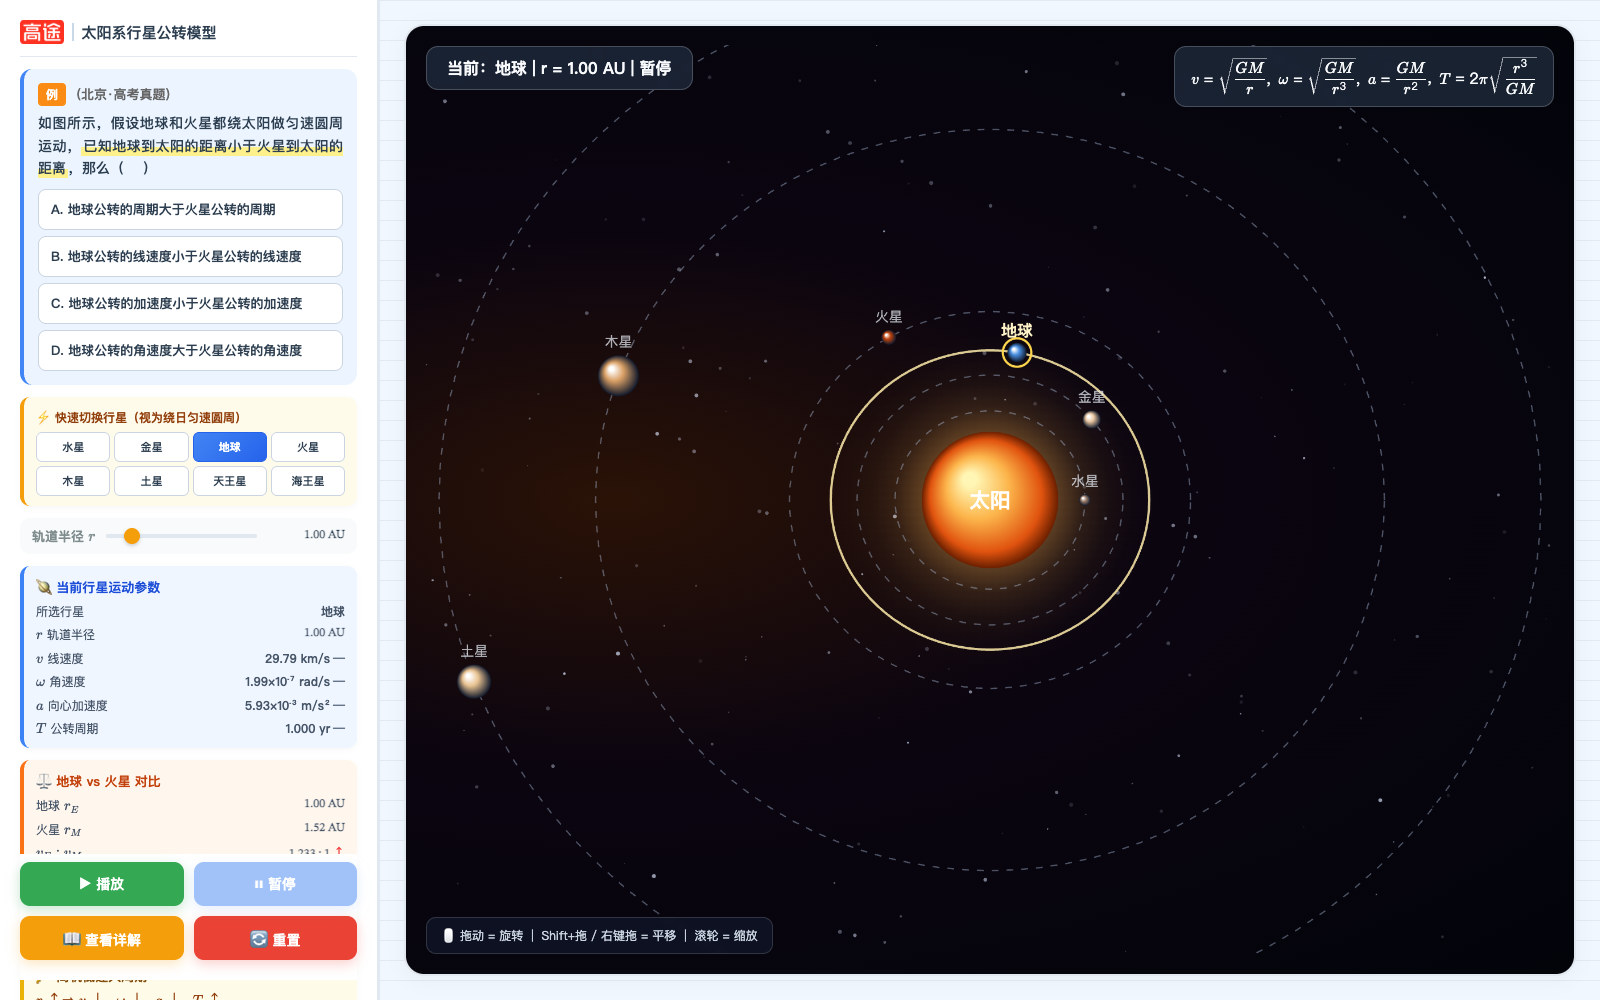 高途 太阳系行星公转模型
例 （北京·高考真题）
如图所示，假设地球和火星都绕太阳做匀速圆周
运动，已知地球到太阳的距离小于火星到太阳的
距离，那么（ ）
A. 地球公转的周期大于火星公转的周期
B. 地球公转的线速度小于火星公转的线速度
C. 地球公转的加速度小于火星公转的加速度
D. 地球公转的角速度大于火星公转的角速度
⚡ 快速切换行星（视为绕日匀速圆周）
水星 金星 地球 火星
木星 土星 天王星 海王星
轨道半径 r 1.00 AU
🪐 当前行星运动参数
所选行星 地球
r 轨道半径 1.00 AU
v 线速度 29.79 km/s —
ω 角速度 1.99×10⁻⁷ rad/s —
a 向心加速度 5.93×10⁻³ m/s² —
T 公转周期 1.000 yr —
⚖️ 地球 vs 火星 对比
地球 r_E 1.00 AU
火星 r_M 1.52 AU
v_E : v_M 1.233 : 1 ↑
▶ 播放 ⏸ 暂停
📖 查看详解 🔄 重置
当前：地球 | r = 1.00 AU | 暂停
v = √(GM/r), ω = √(GM/r³), a = GM/r², T = 2π√(r³/GM)
火星
地球
木星
金星
水星
太阳
土星
拖动 = 旋转 | Shift+拖 / 右键拖 = 平移 | 滚轮 = 缩放